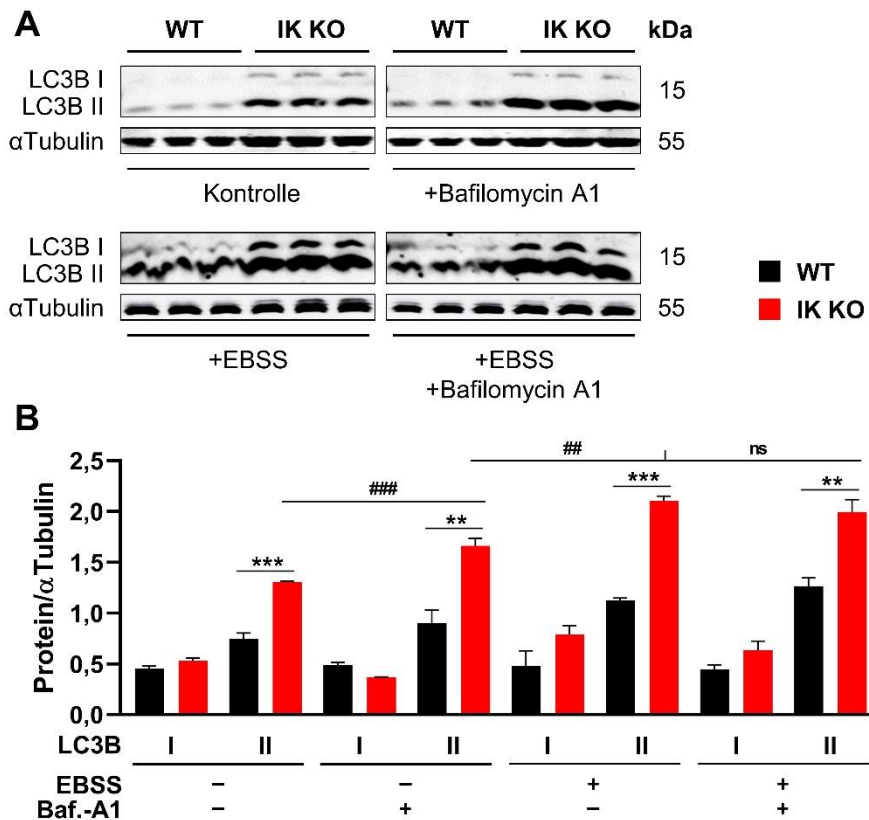 A
WT IK KO WT IK KO kDa
LC3B I
LC3B II
15
αTubulin
55
Kontrolle +Bafilomycin A1
LC3B I
LC3B II
15
αTubulin
55
+EBSS +EBSS
+Bafilomycin A1
WT
IK KO
B
Protein/αTubulin
2,5
2,0
1,5
1,0
0,5
0,0
## ns
###
*** ** *** **
LC3B I II I II I II I II
EBSS – – + +
Baf.-A1 – + – +